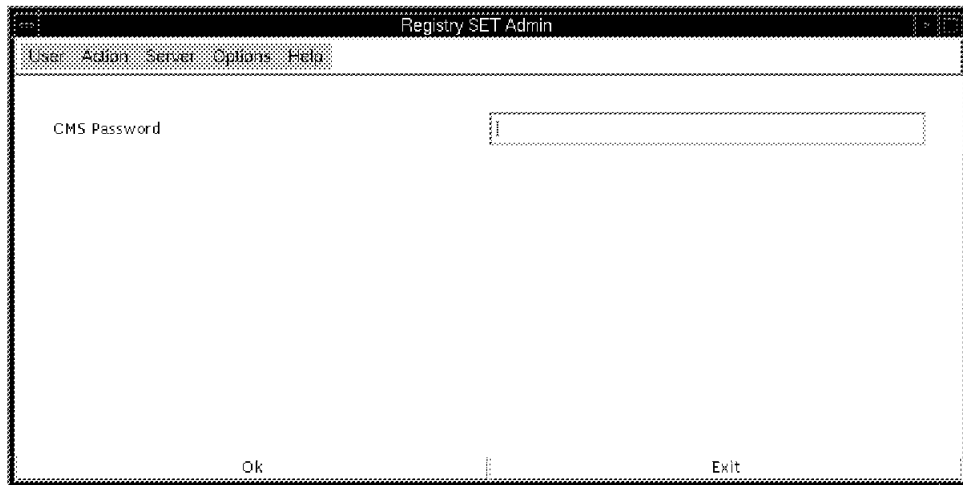 Registry SET Admin
User Action Server Options Help
CMS Password
Ok Exit